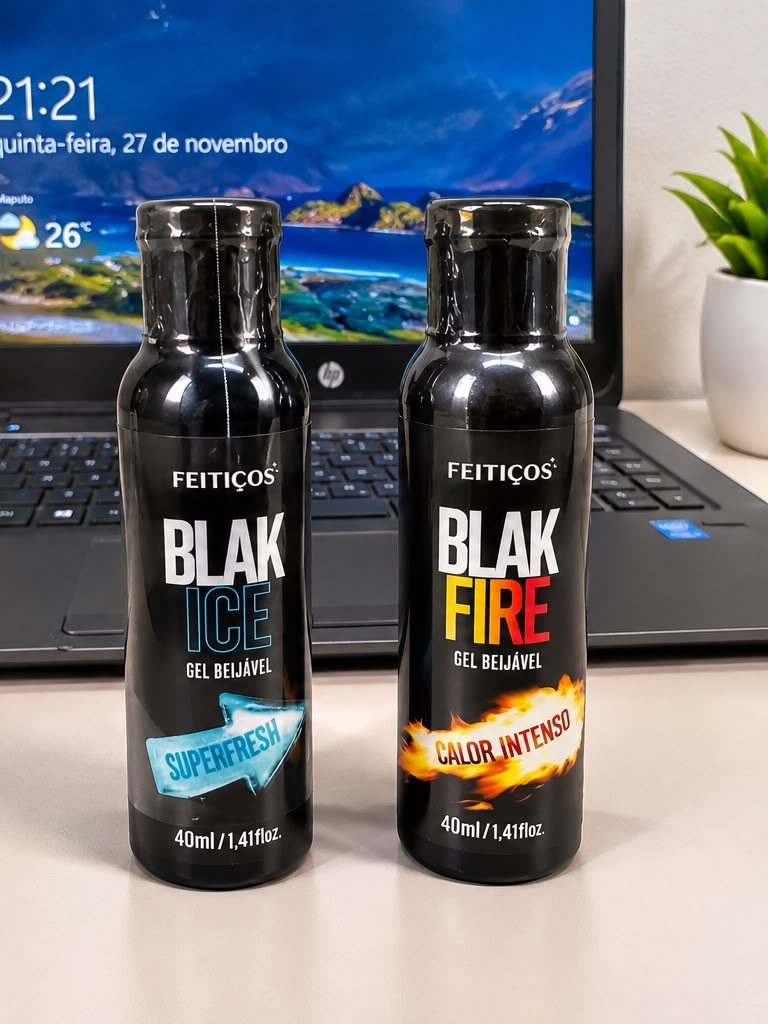 21:21
quinta-feira, 27 de novembro
Maputo
26°C
hp
FEITIÇOS
BLAK
ICE
GEL BEIJÁVEL
SUPERFRESH
40ml / 1,41floz.
FEITIÇOS
BLAK
FIRE
GEL BEIJÁVEL
CALOR INTENSO
40ml / 1,41floz.